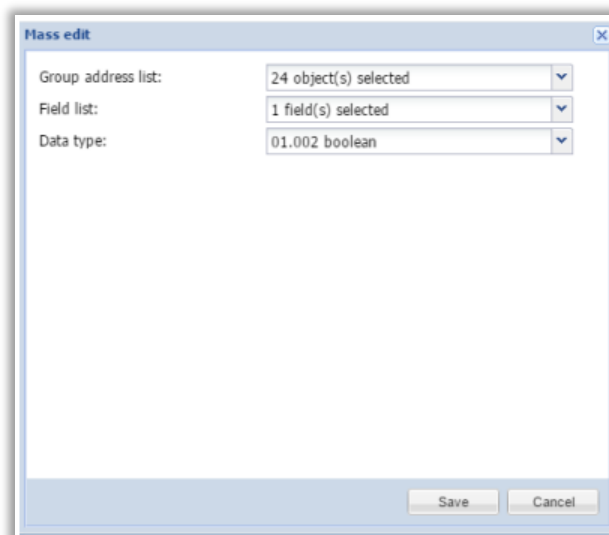 Mass edit
Group address list: 24 object(s) selected
Field list: 1 field(s) selected
Data type: 01.002 boolean
Save Cancel